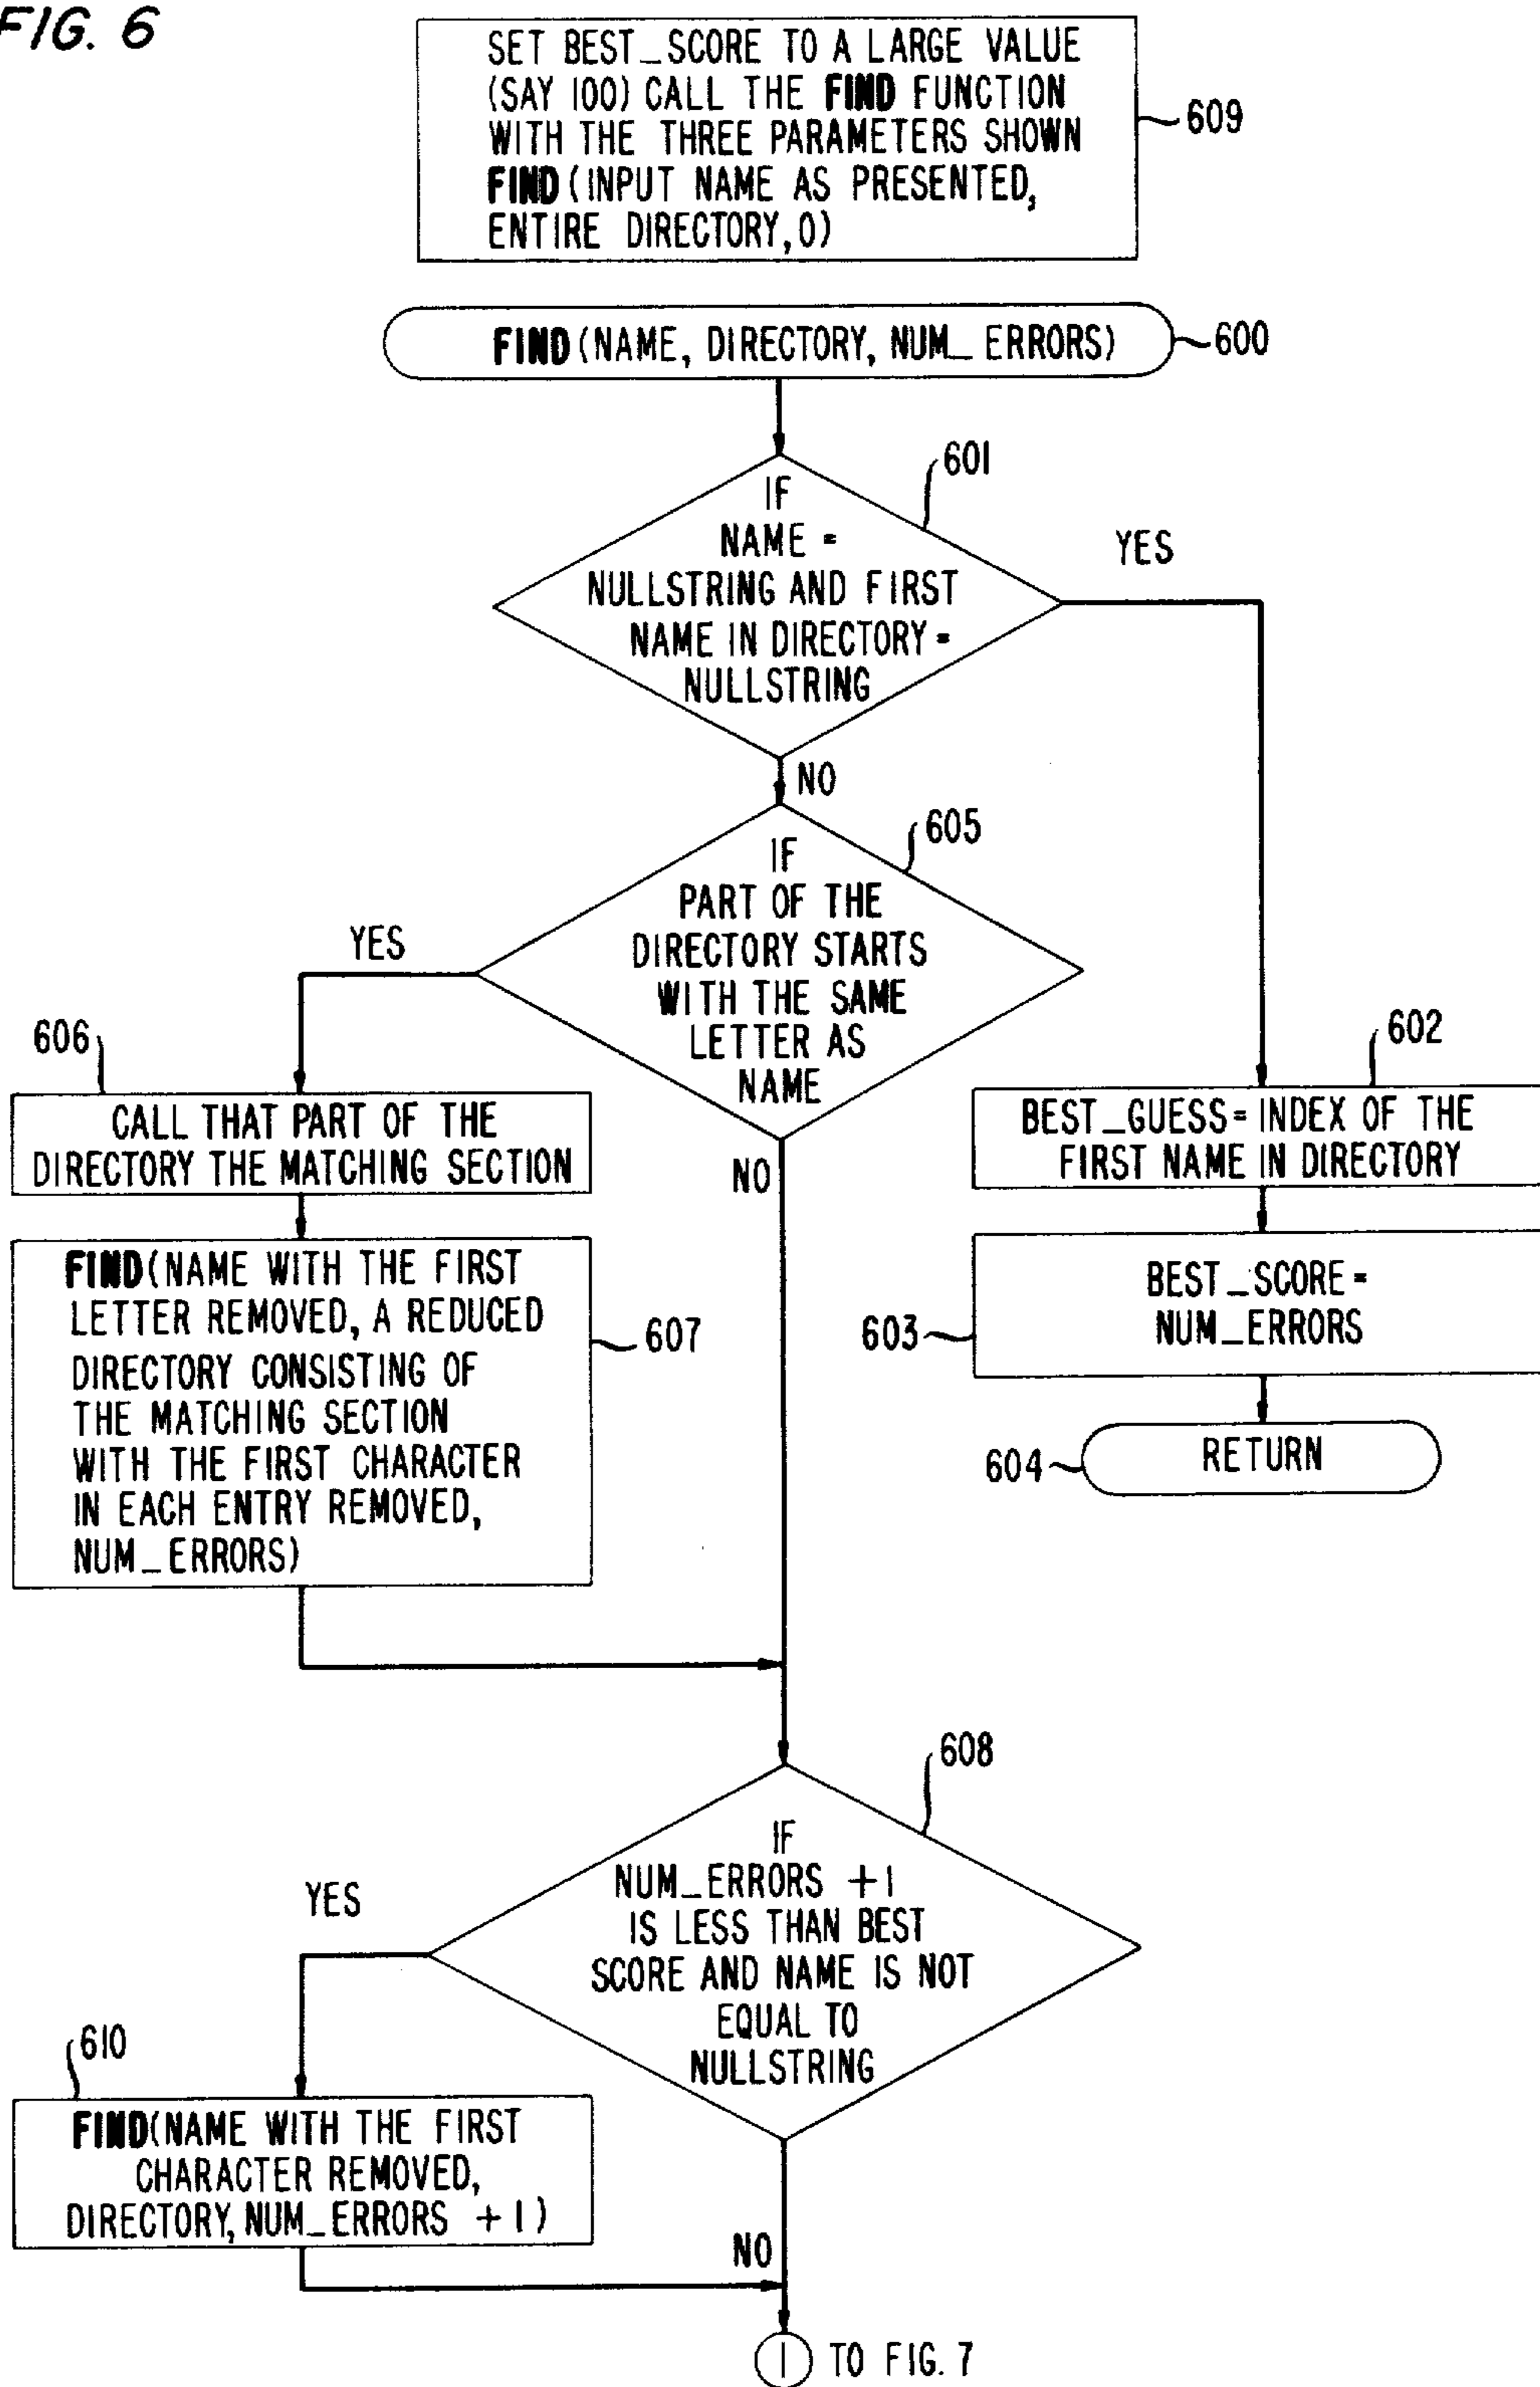 FIG. 6
SET BEST_SCORE TO A LARGE VALUE
(SAY 100) CALL THE FIND FUNCTION
WITH THE THREE PARAMETERS SHOWN
FIND (INPUT NAME AS PRESENTED,
ENTIRE DIRECTORY, 0)
609
FIND (NAME, DIRECTORY, NUM_ ERRORS)
600
601
IF
NAME =
NULLSTRING AND FIRST
NAME IN DIRECTORY =
NULLSTRING
YES
NO
605
IF
PART OF THE
DIRECTORY STARTS
WITH THE SAME
LETTER AS
NAME
YES
NO
606
CALL THAT PART OF THE
DIRECTORY THE MATCHING SECTION
602
BEST_GUESS = INDEX OF THE
FIRST NAME IN DIRECTORY
FIND (NAME WITH THE FIRST
LETTER REMOVED, A REDUCED
DIRECTORY CONSISTING OF
THE MATCHING SECTION
WITH THE FIRST CHARACTER
IN EACH ENTRY REMOVED,
NUM_ERRORS)
607
603
BEST_SCORE =
NUM_ERRORS
604
RETURN
608
IF
NUM_ERRORS +1
IS LESS THAN BEST
SCORE AND NAME IS NOT
EQUAL TO
NULLSTRING
YES
610
FIND (NAME WITH THE FIRST
CHARACTER REMOVED,
DIRECTORY, NUM_ERRORS +1)
NO
1 TO FIG. 7